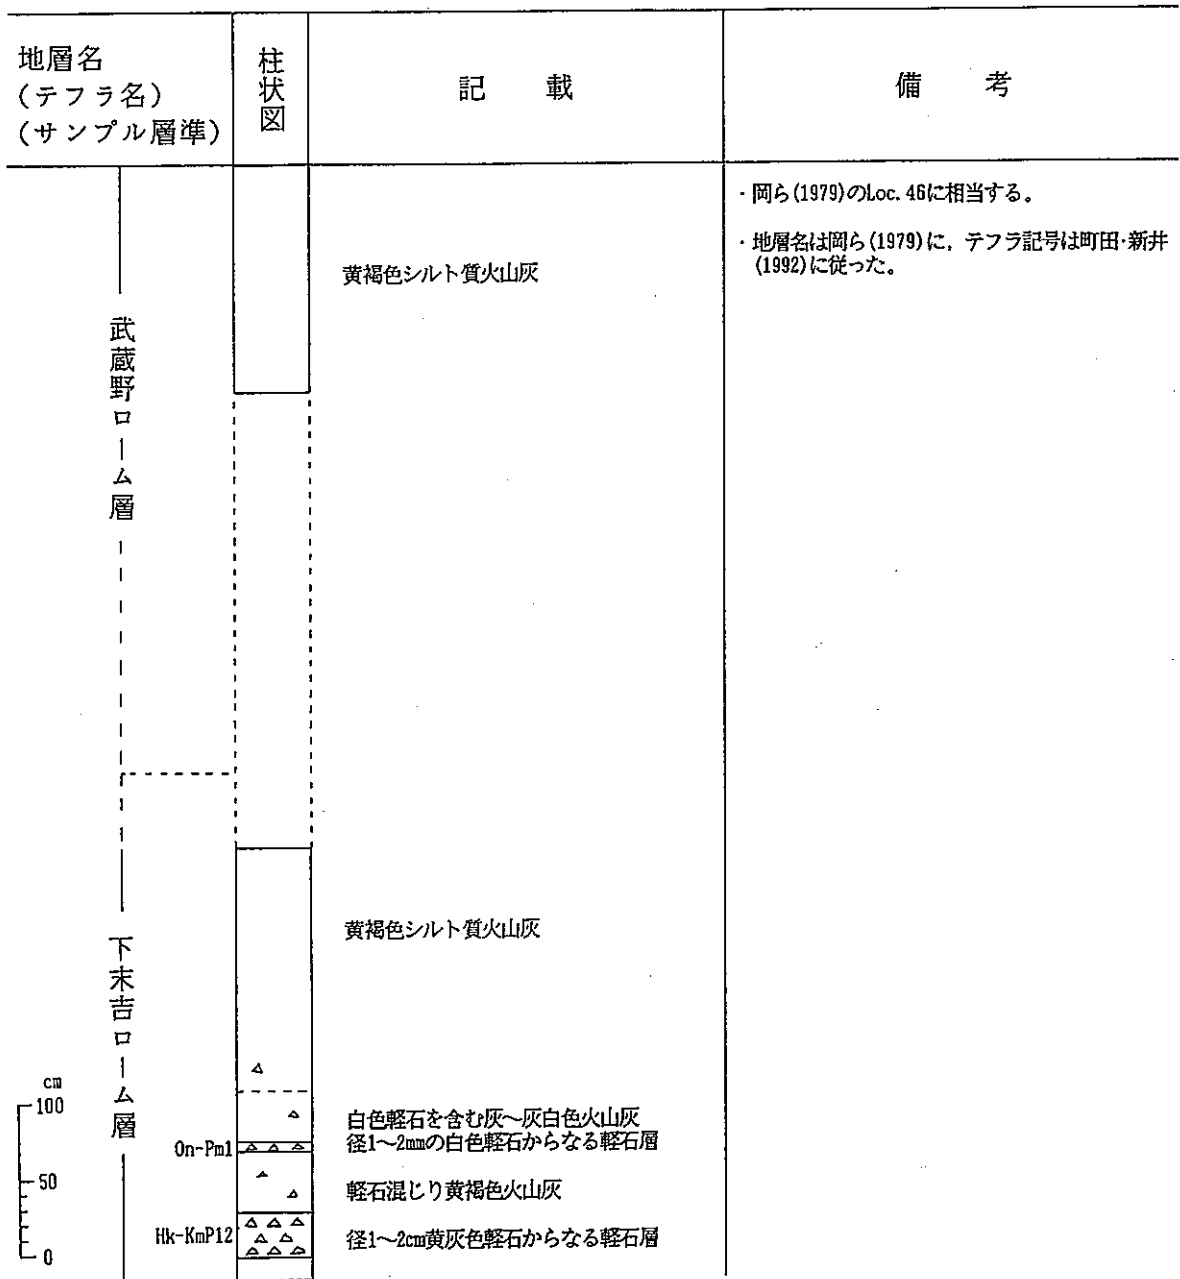 地層名
(テフラ名)
(サンプル層準)
柱状図
記　載
備　考
・岡ら(1979)のLoc. 46に相当する。
・地層名は岡ら(1979)に，テフラ記号は町田・新井
(1992)に従った。
黄褐色シルト質火山灰
武蔵野ローム層
黄褐色シルト質火山灰
下末吉ローム層
cm
100
50
0
白色軽石を含む灰～灰白色火山灰
On-Pm1
径1～2mmの白色軽石からなる軽石層
軽石混じり黄褐色火山灰
Hk-KmP12
径1～2cm黄灰色軽石からなる軽石層